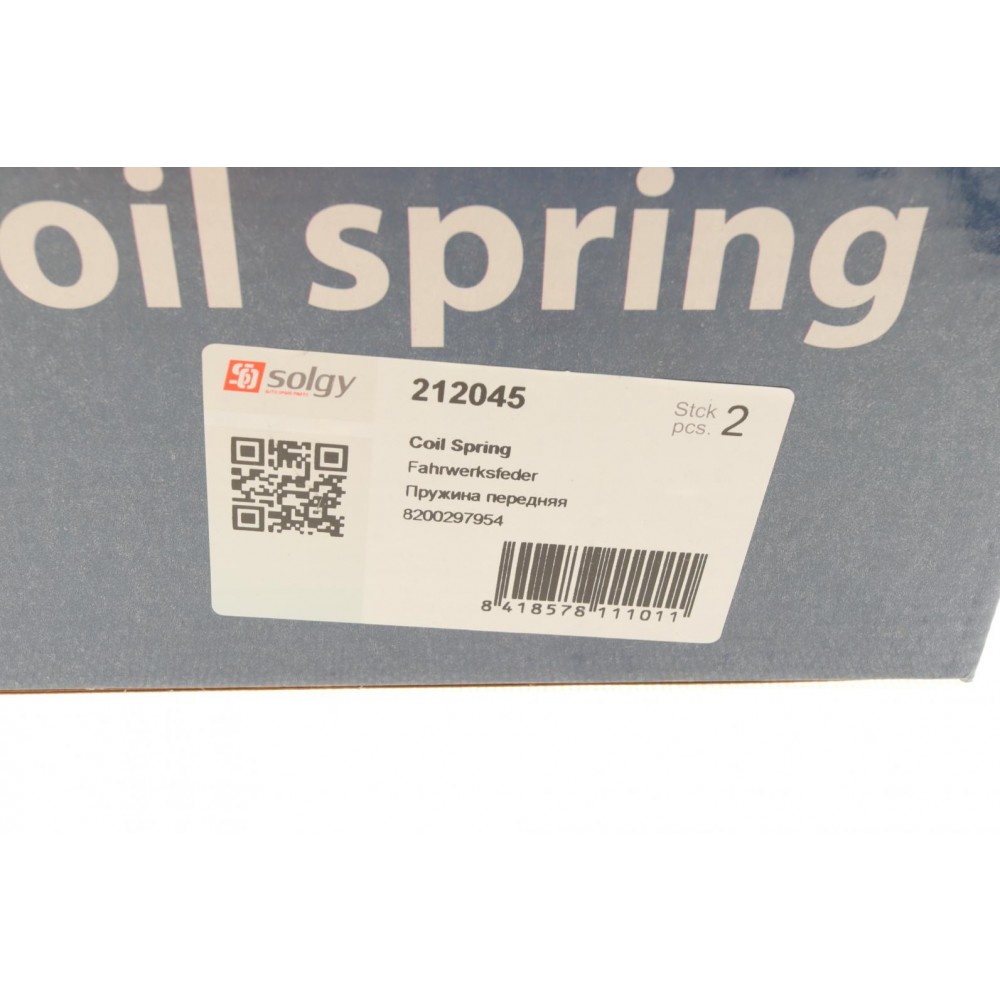 oil spring
solgy
212045
Stck
pcs. 2
Coil Spring
Fahrwerksfeder
Пружина передняя
8200297954
8 418578 111011